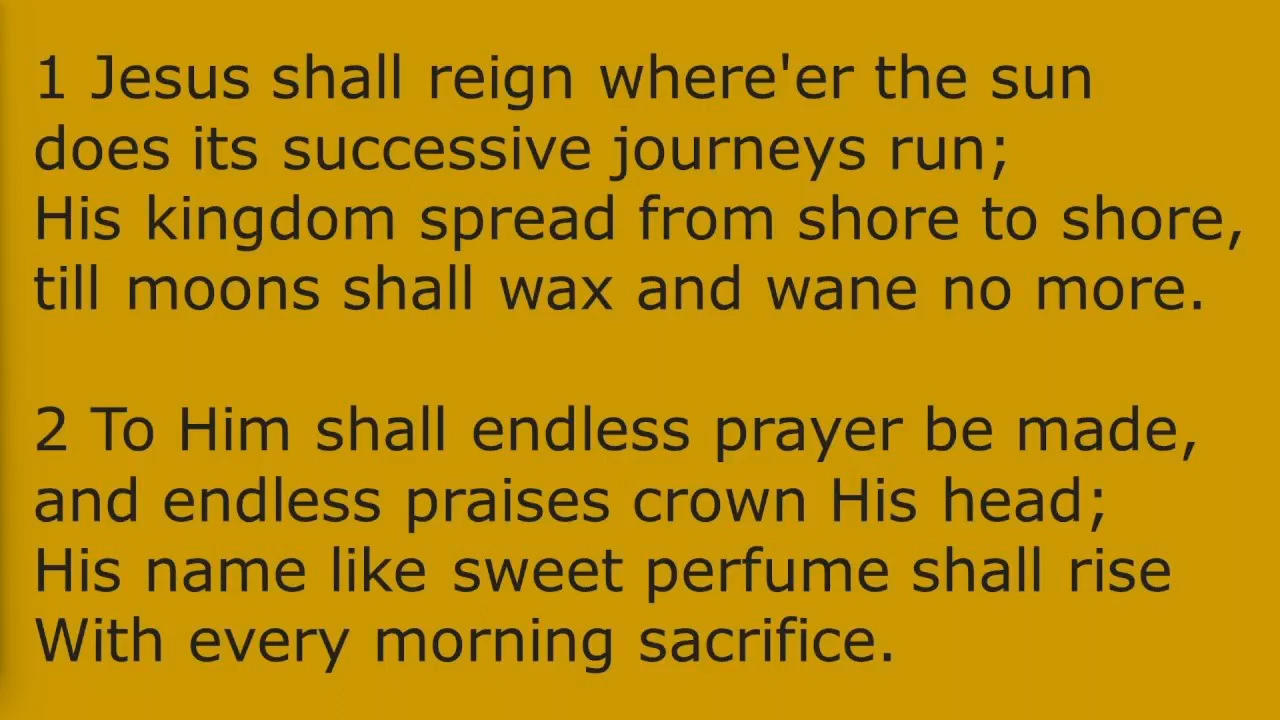 1 Jesus shall reign where'er the sun
does its successive journeys run;
His kingdom spread from shore to shore,
till moons shall wax and wane no more.
2 To Him shall endless prayer be made,
and endless praises crown His head;
His name like sweet perfume shall rise
With every morning sacrifice.